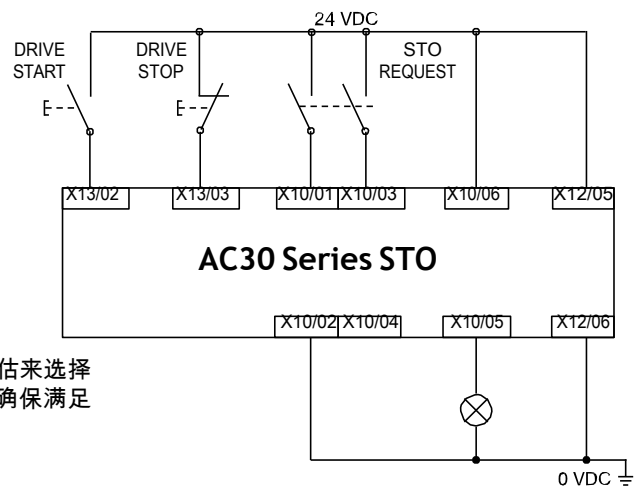 24 VDC
DRIVE START
DRIVE STOP
STO REQUEST
X13/02 X13/03 X10/01 X10/03 X10/06 X12/05
AC30 Series STO
X10/02 X10/04 X10/05 X12/06
估来选择
确保满足
0 VDC